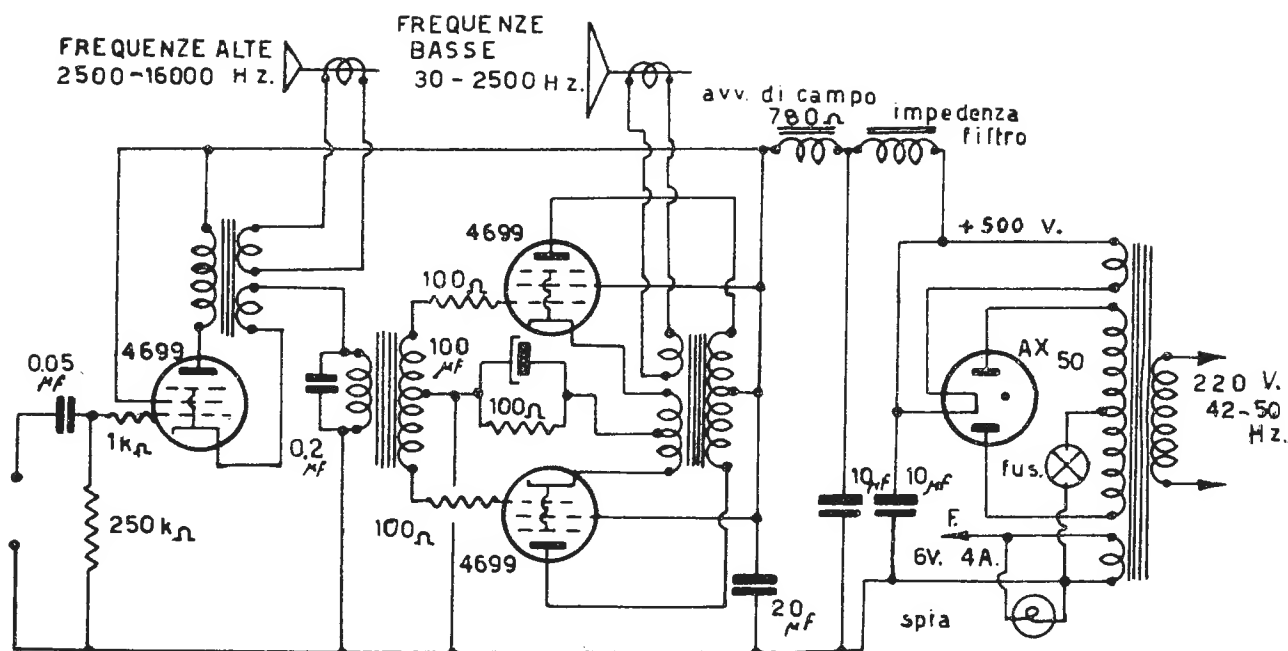 FREQUENZE ALTE
2500-16000 Hz.
FREQUENZE
BASSE
30-2500 Hz.
avv. di campo
780Ω
impedenza
filtro
+500 V.
4699
100Ω
4699
0.05
μf
1kΩ
250kΩ
0.2
μf
100
μf
100Ω
100Ω
4699
20
μf
10μf
10μf
AX
50
fus.
F.
6V. 4A.
spia
220 V.
42-50
Hz.